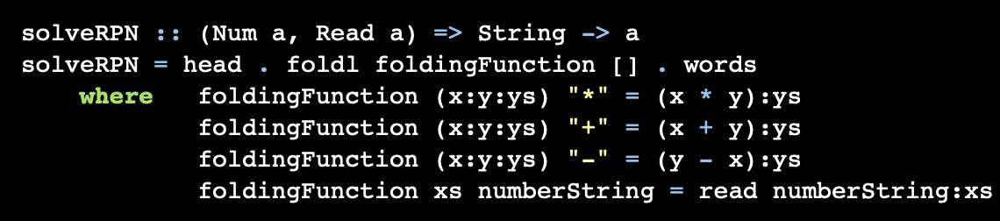 solveRPN :: (Num a, Read a) => String -> a
solveRPN = head . foldl foldingFunction [] . words
    where   foldingFunction (x:y:ys) "*" = (x * y):ys
            foldingFunction (x:y:ys) "+" = (x + y):ys
            foldingFunction (x:y:ys) "-" = (y - x):ys
            foldingFunction xs numberString = read numberString:xs